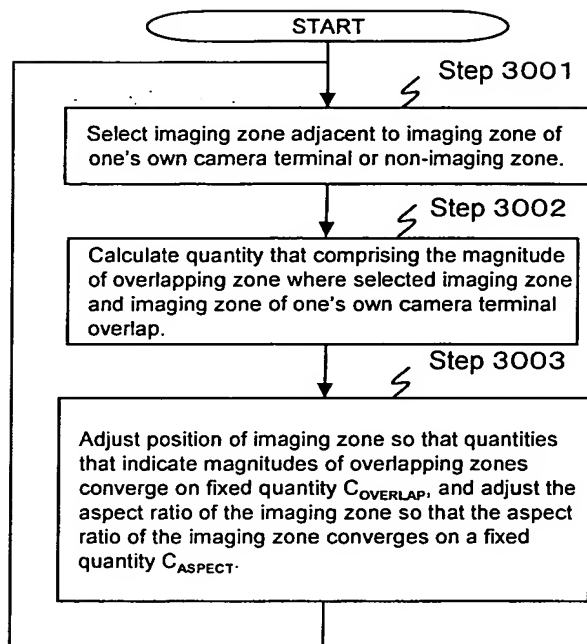 START
Step 3001
Select imaging zone adjacent to imaging zone of
one's own camera terminal or non-imaging zone.
Step 3002
Calculate quantity that comprising the magnitude
of overlapping zone where selected imaging zone
and imaging zone of one's own camera terminal
overlap.
Step 3003
Adjust position of imaging zone so that quantities
that indicate magnitudes of overlapping zones
converge on fixed quantity C_OVERLAP, and adjust the
aspect ratio of the imaging zone so that the aspect
ratio of the imaging zone converges on a fixed
quantity C_ASPECT.